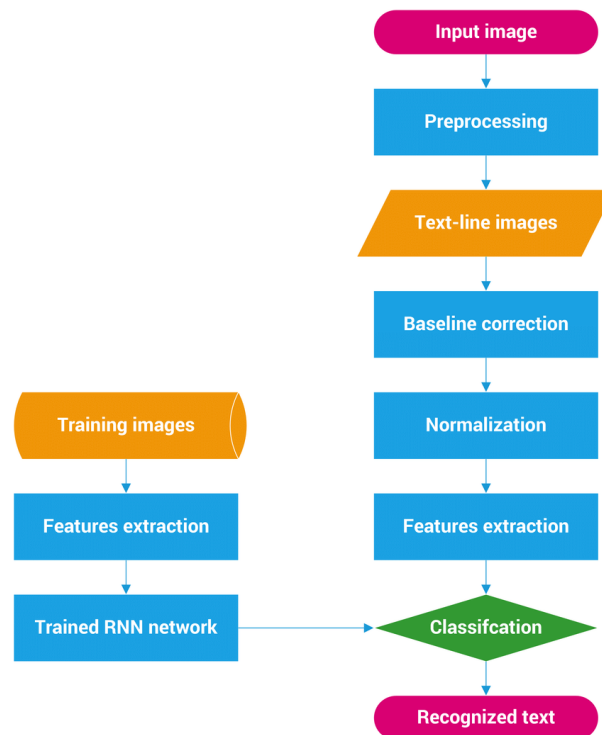 Input image
Preprocessing
Text-line images
Baseline correction
Training images
Normalization
Features extraction
Features extraction
Trained RNN network
Classifcation
Recognized text